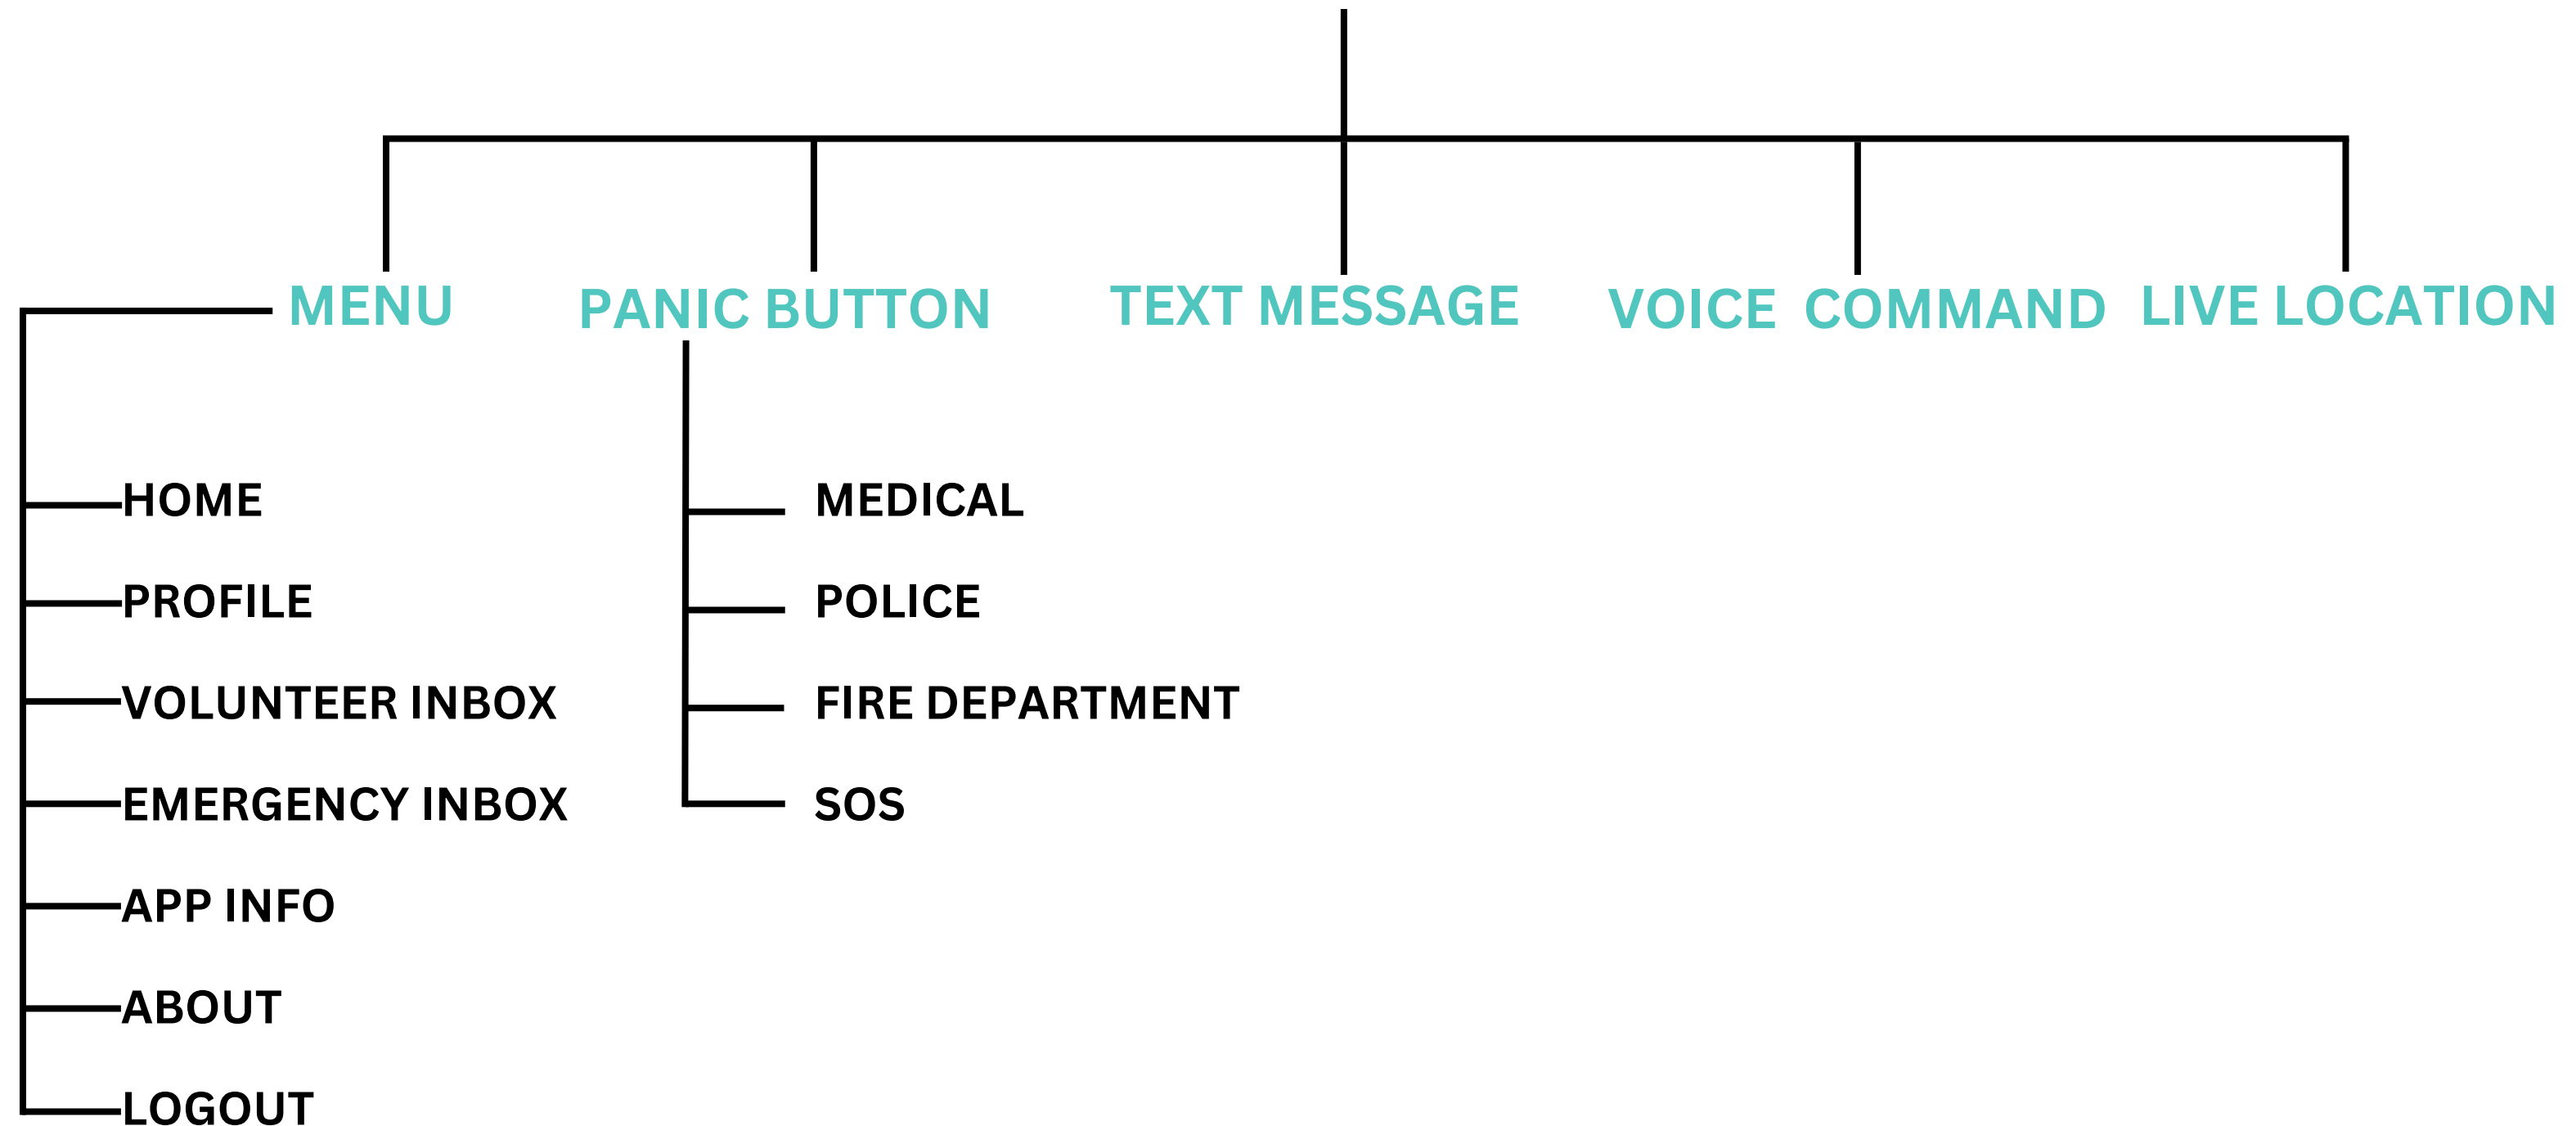 MENU
PANIC BUTTON
TEXT MESSAGE
VOICE COMMAND
LIVE LOCATION
HOME
PROFILE
VOLUNTEER INBOX
EMERGENCY INBOX
APP INFO
ABOUT
LOGOUT
MEDICAL
POLICE
FIRE DEPARTMENT
SOS